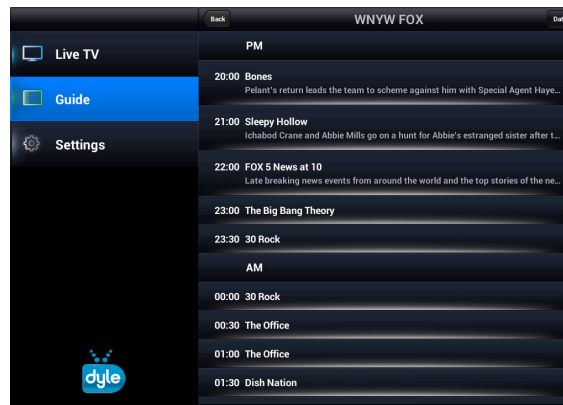 Back
WNYW FOX
Dat
Live TV
Guide
Settings
PM
20:00 Bones
Pelant's return leads the team to scheme against him with Special Agent Haye...
21:00 Sleepy Hollow
Ichabod Crane and Abbie Mills go on a hunt for Abbie's estranged sister after t...
22:00 FOX 5 News at 10
Late breaking news events from around the world and the top stories of the ne...
23:00 The Big Bang Theory
23:30 30 Rock
AM
00:00 30 Rock
00:30 The Office
01:00 The Office
01:30 Dish Nation
dyle